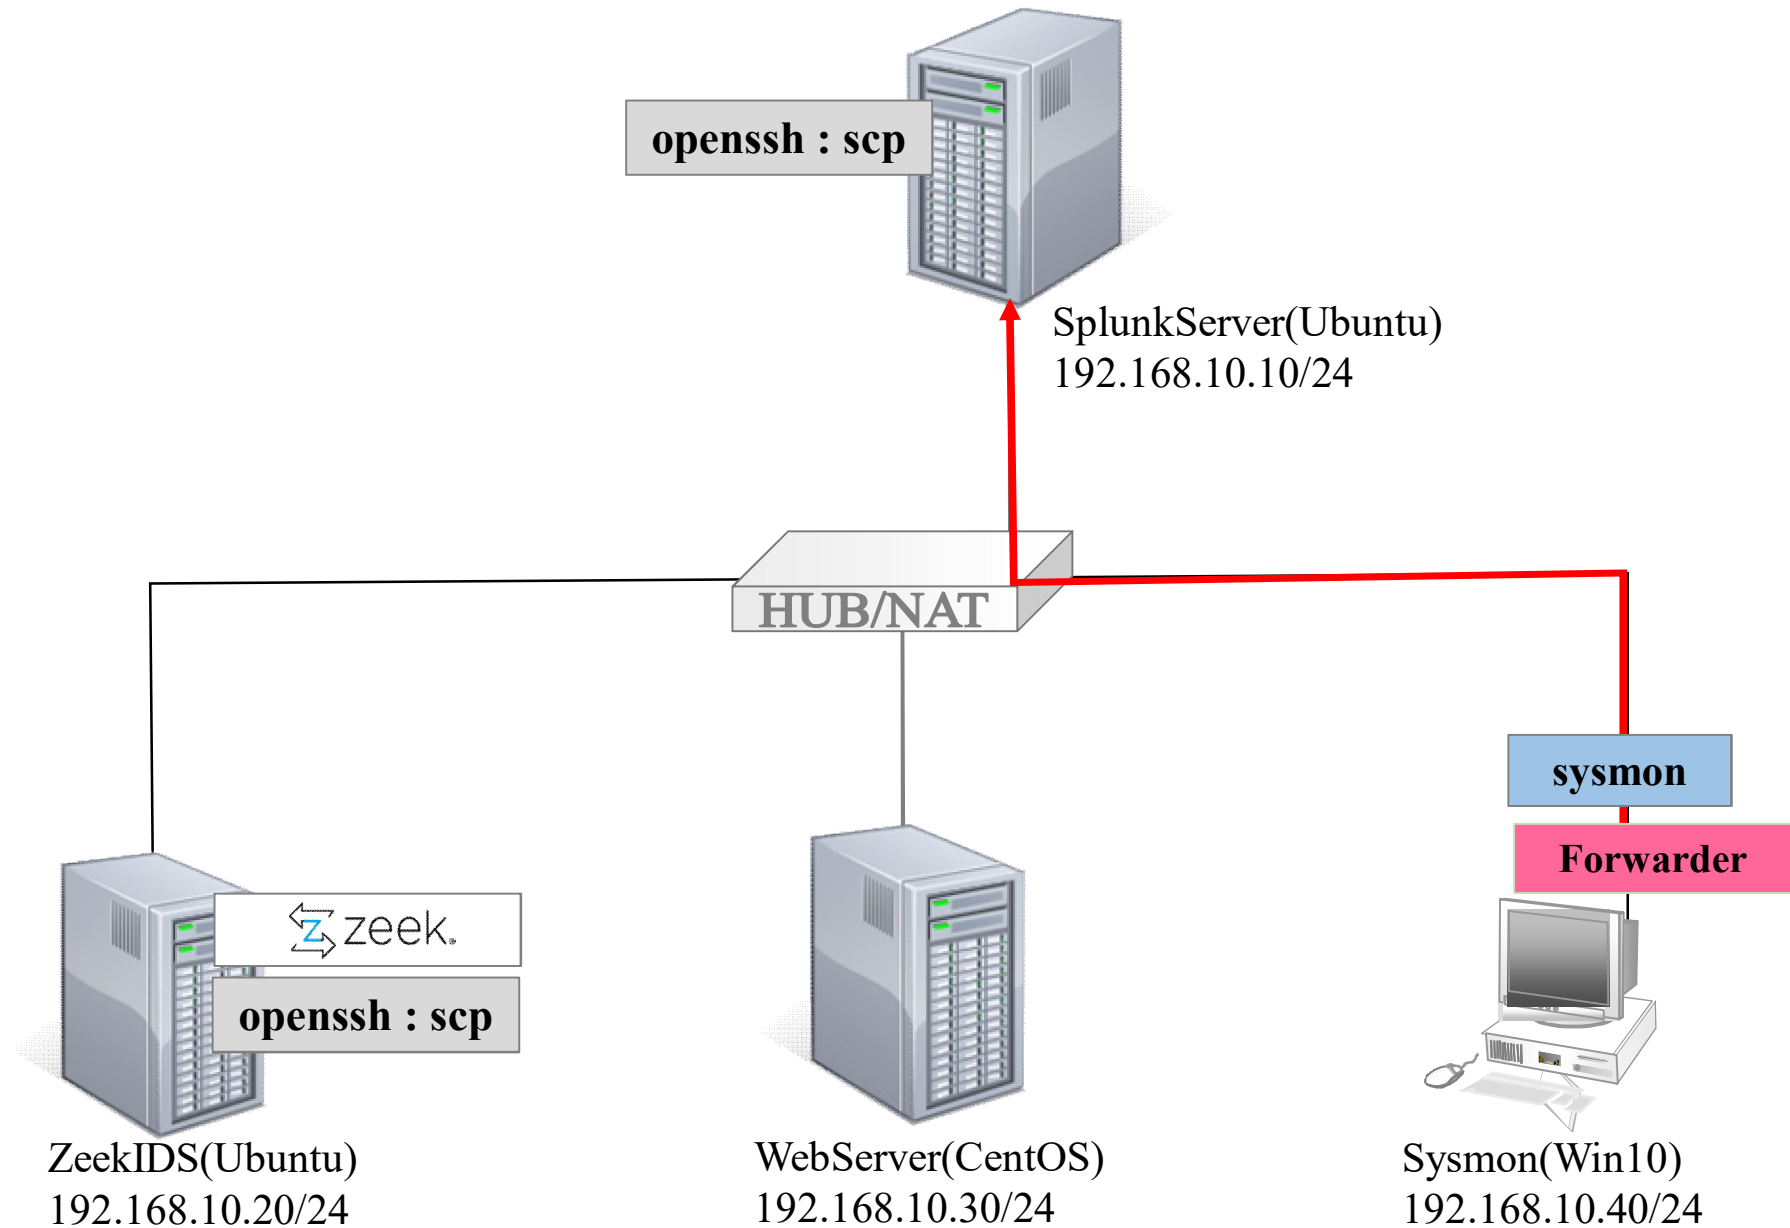 openssh : scp
SplunkServer(Ubuntu)
192.168.10.10/24
HUB/NAT
sysmon
Forwarder
zeek.
openssh : scp
ZeekIDS(Ubuntu)
192.168.10.20/24
WebServer(CentOS)
192.168.10.30/24
Sysmon(Win10)
192.168.10.40/24